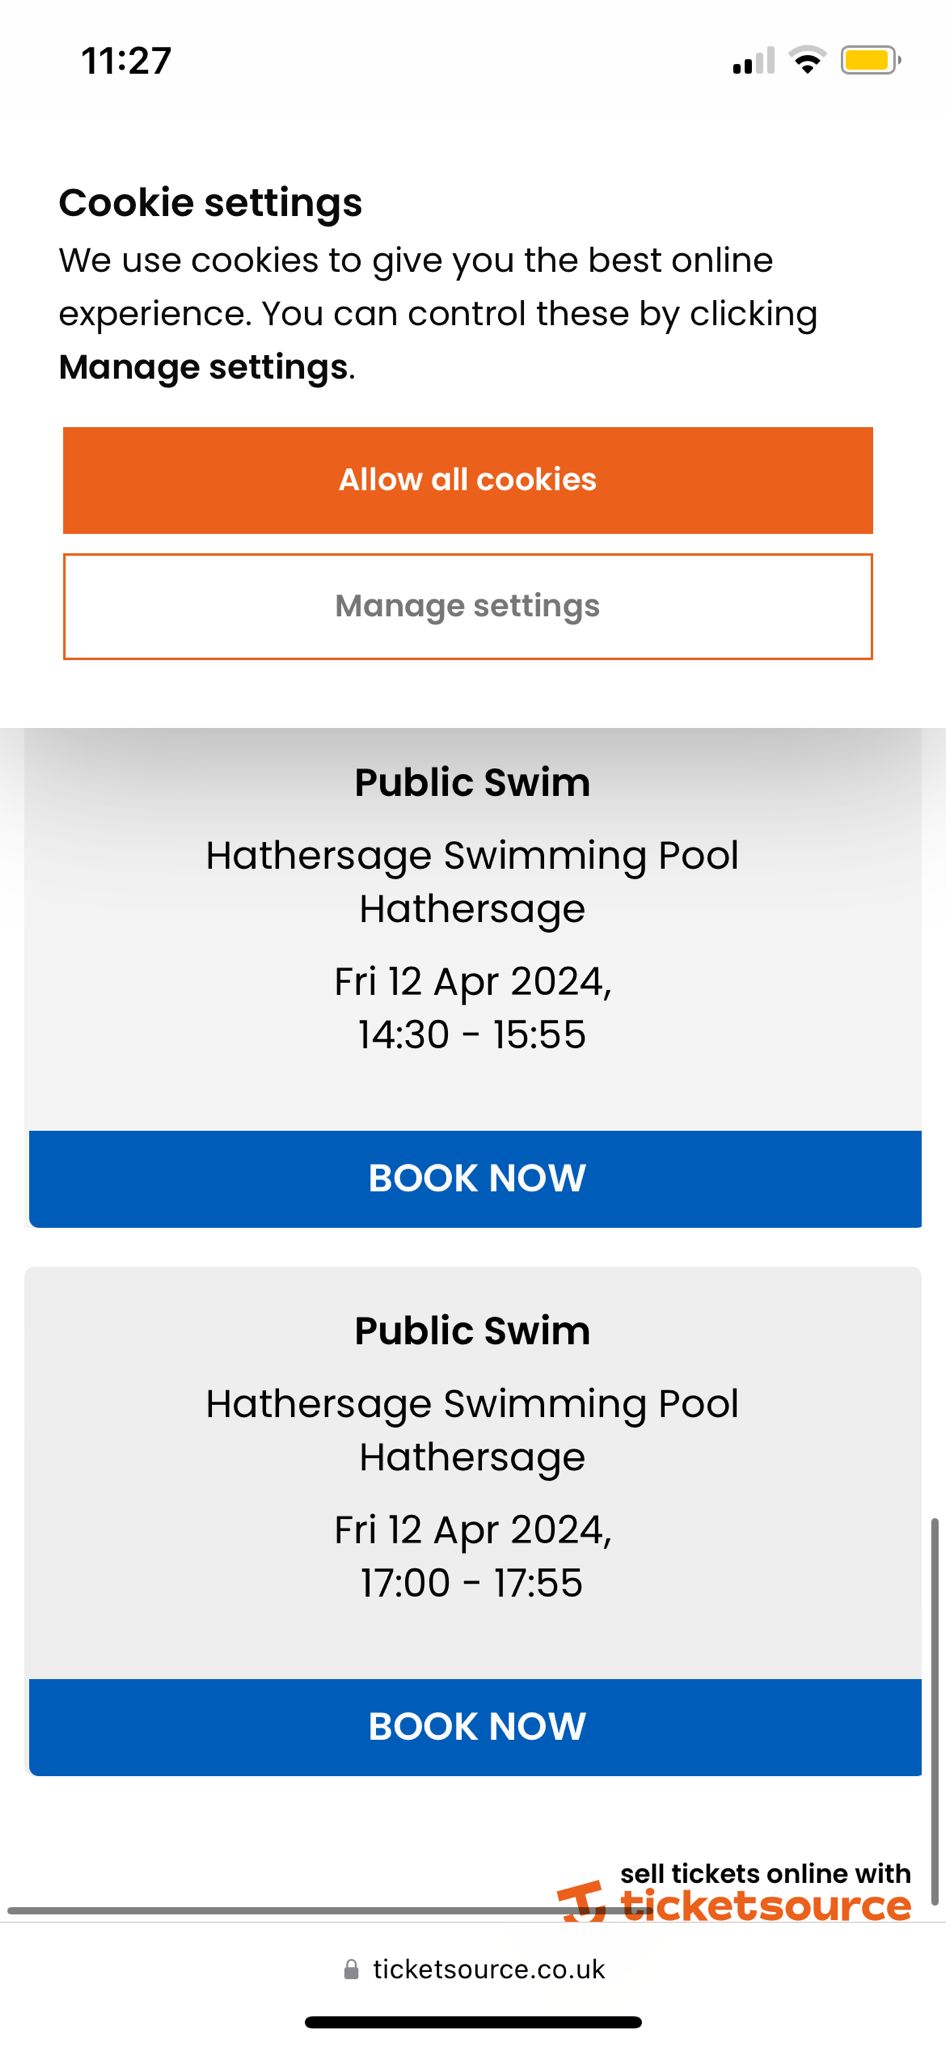 11:27
Cookie settings
We use cookies to give you the best online
experience. You can control these by clicking
Manage settings.
Allow all cookies
Manage settings
Public Swim
Hathersage Swimming Pool
Hathersage
Fri 12 Apr 2024,
14:30 - 15:55
BOOK NOW
Public Swim
Hathersage Swimming Pool
Hathersage
Fri 12 Apr 2024,
17:00 - 17:55
BOOK NOW
sell tickets online with
ticketsource
ticketsource.co.uk